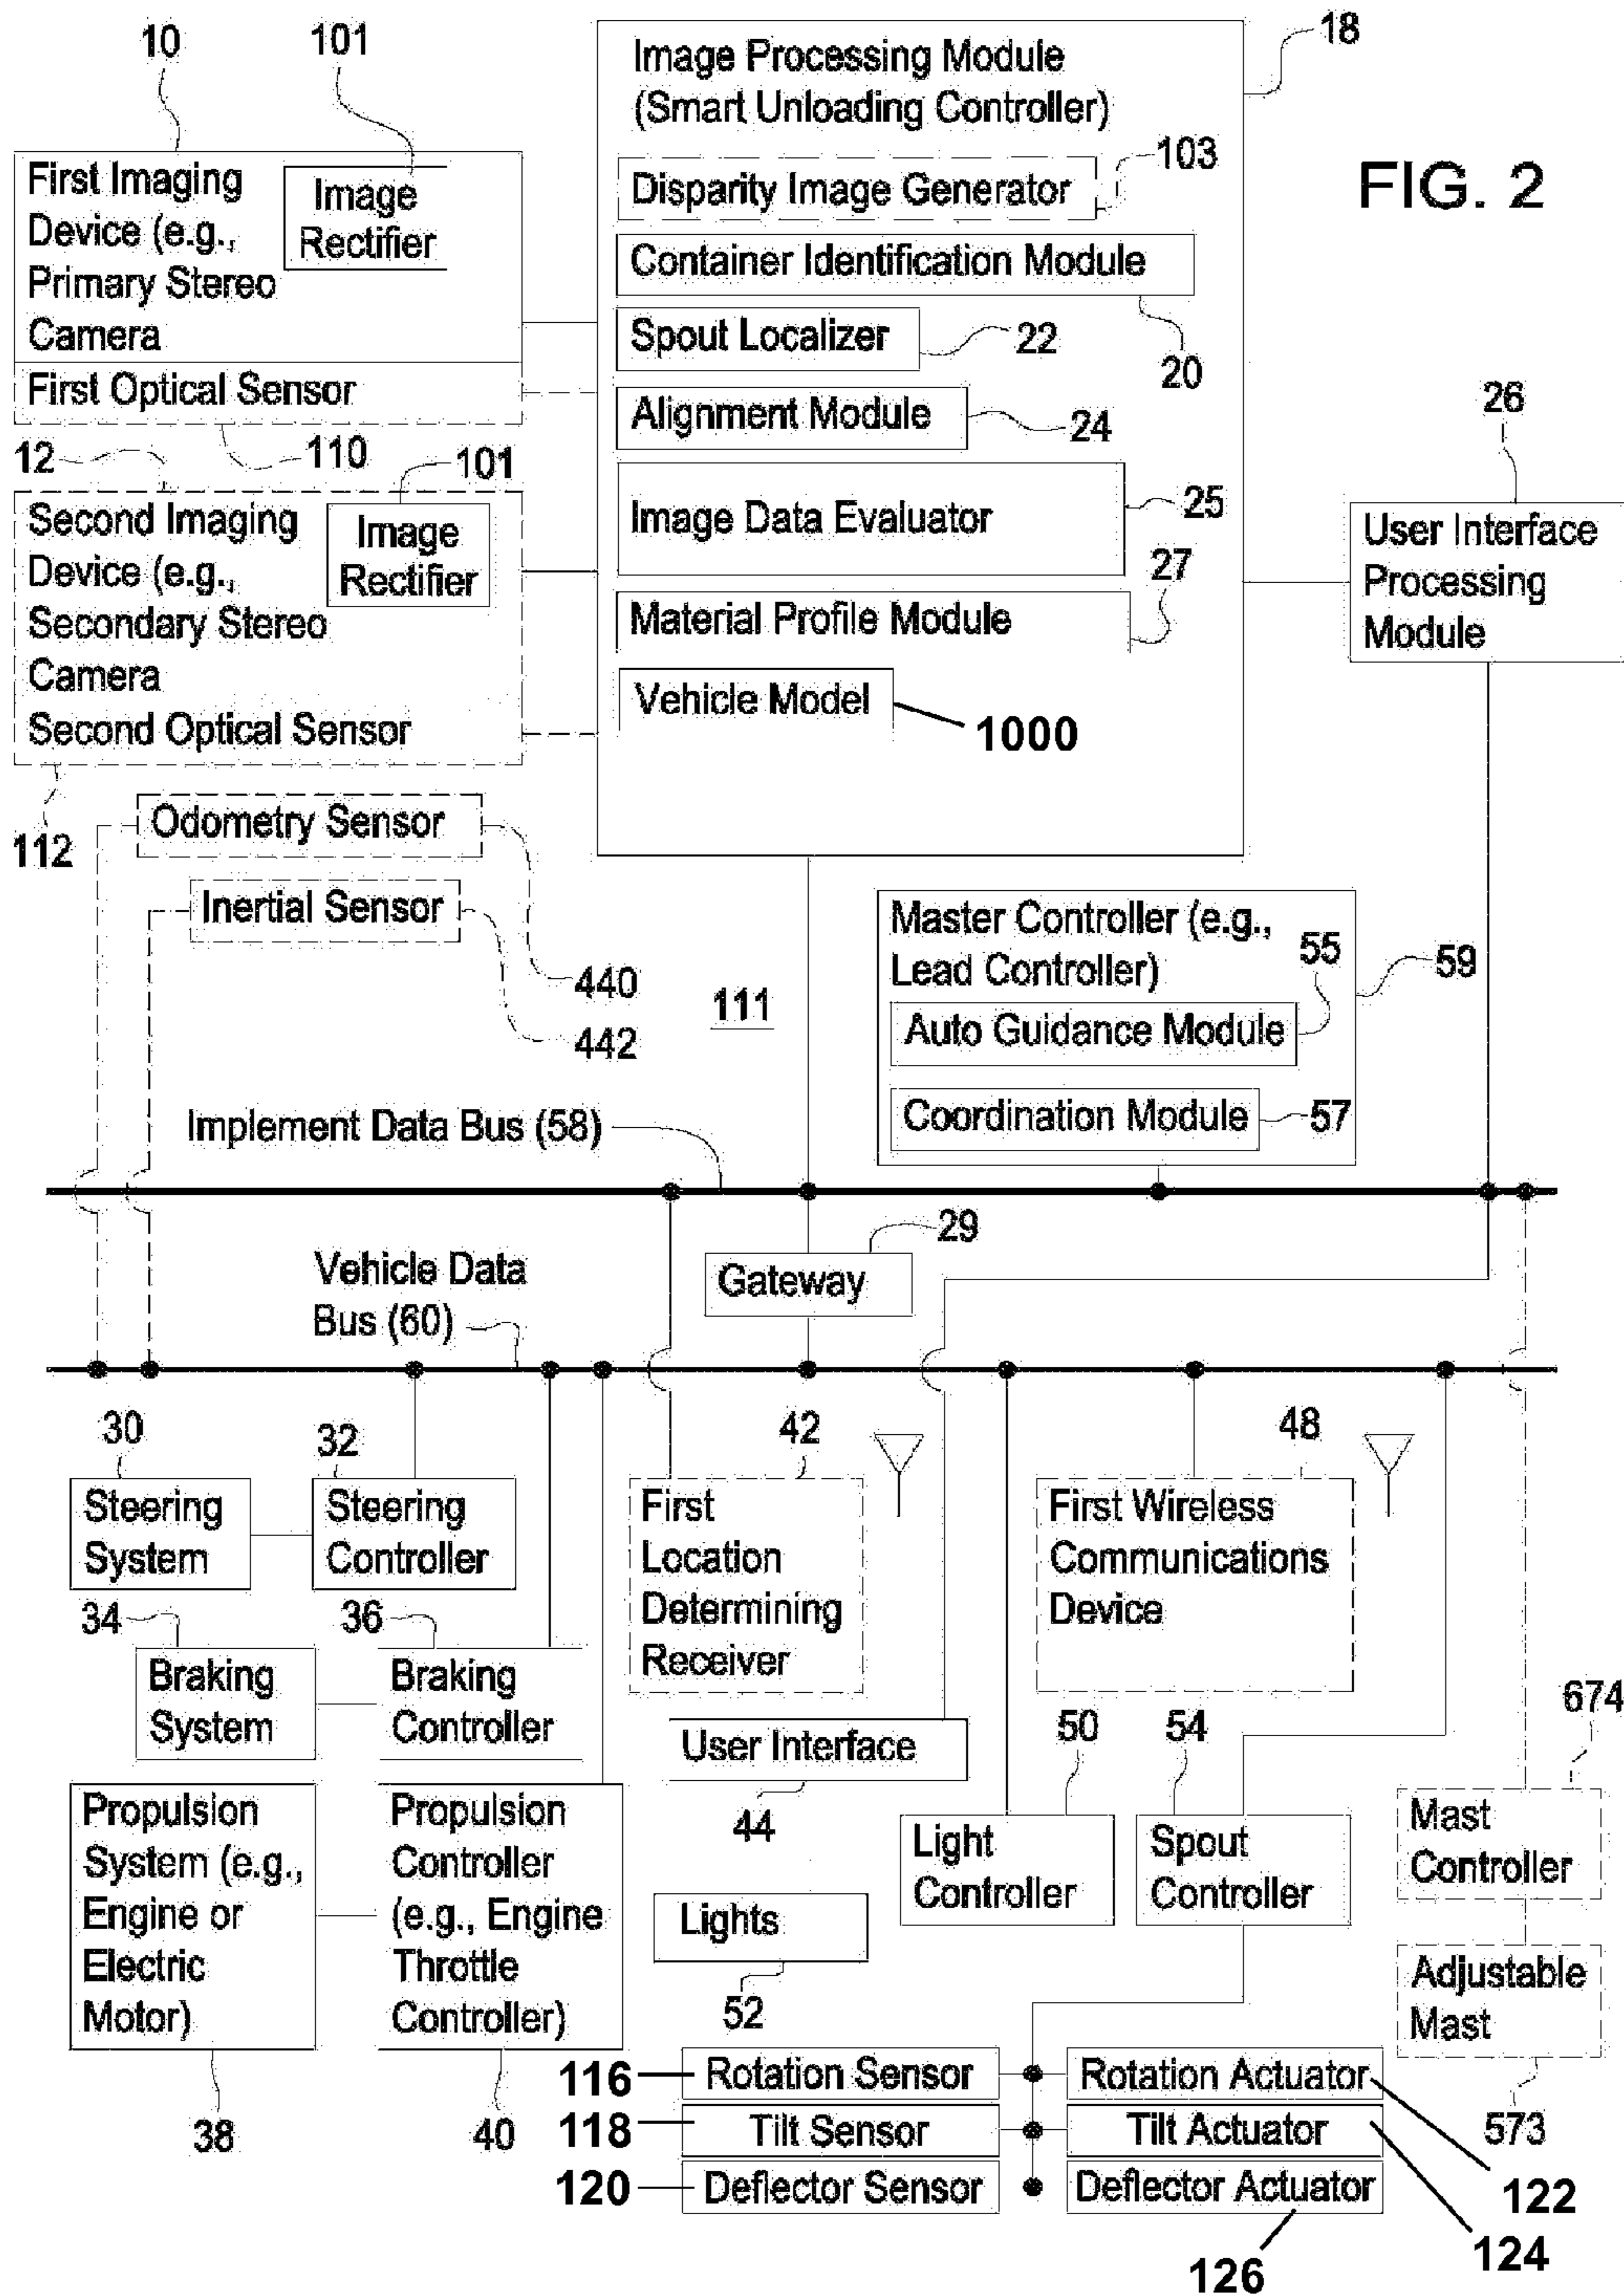 FIG. 2
10
101
18
First Imaging
Device (e.g.,
Primary Stereo
Camera
Image
Rectifier
First Optical Sensor
110
12
101
Second Imaging
Device (e.g.,
Secondary Stereo
Camera
Image
Rectifier
Second Optical Sensor
112
Image Processing Module
(Smart Unloading Controller)
Disparity Image Generator
103
Container Identification Module
20
Spout Localizer
22
Alignment Module
24
Image Data Evaluator
25
Material Profile Module
27
Vehicle Model
1000
26
User Interface
Processing
Module
Odometry Sensor
440
Inertial Sensor
442
111
Master Controller (e.g.,
Lead Controller)
59
Auto Guidance Module
55
Coordination Module
57
Implement Data Bus (58)
29
Gateway
Vehicle Data
Bus (60)
30
Steering
System
32
Steering
Controller
34
Braking
System
36
Braking
Controller
Propulsion
System (e.g.,
Engine or
Electric
Motor)
38
Propulsion
Controller
(e.g., Engine
Throttle
Controller)
40
42
First
Location
Determining
Receiver
48
First Wireless
Communications
Device
User Interface
44
50
Light
Controller
54
Spout
Controller
Lights
52
674
Mast
Controller
Adjustable
Mast
573
116
Rotation Sensor
Rotation Actuator
122
118
Tilt Sensor
Tilt Actuator
124
120
Deflector Sensor
Deflector Actuator
126